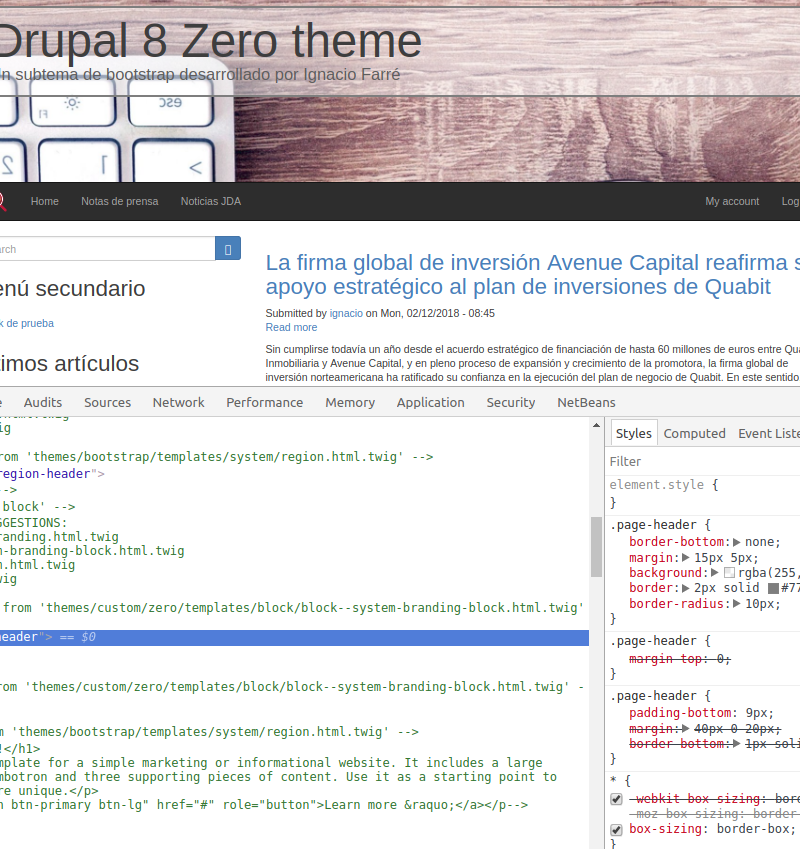 Drupal 8 Zero theme
Un subtema de bootstrap desarrollado por Ignacio Farré
esc
F1
1
2
>
Home Notas de prensa Noticias JDA My account Log
arch
enú secundario
k de prueba
timos artículos
La firma global de inversión Avenue Capital reafirma s
apoyo estratégico al plan de inversiones de Quabit
Submitted by ignacio on Mon, 02/12/2018 - 08:45
Read more
Sin cumplirse todavía un año desde el acuerdo estratégico de financiación de hasta 60 millones de euros entre Qua
Inmobiliaria y Avenue Capital, y en pleno proceso de expansión y crecimiento de la promotora, la firma global de
inversión norteamericana ha ratificado su confianza en la ejecución del plan de negocio de Quabit. En este sentido
e Audits Sources Network Performance Memory Application Security NetBeans
ig
rom 'themes/bootstrap/templates/system/region.html.twig' -->
region-header">
-->
block' -->
GGESTIONS:
randing.html.twig
m-branding-block.html.twig
m.html.twig
wig
from 'themes/custom/zero/templates/block/block--system-branding-block.html.twig'
header"> == $0
rom 'themes/custom/zero/templates/block/block--system-branding-block.html.twig' -
m 'themes/bootstrap/templates/system/region.html.twig' -->
!</h1>
mplate for a simple marketing or informational website. It includes a large
mbotron and three supporting pieces of content. Use it as a starting point to
re unique.</p>
n btn-primary btn-lg" href="#" role="button">Learn more &raquo;</a></p-->
Styles Computed Event Liste
Filter
element.style {
}
.page-header {
border-bottom: none;
margin: 15px 5px;
background: rgba(255,
border: 2px solid #77
border-radius: 10px;
}
.page-header {
margin-top: 0;
}
.page-header {
padding-bottom: 9px;
margin: 40px 0 20px;
border-bottom: 1px soli
}
* {
-webkit-box-sizing: bord
-moz-box-sizing: border-
box-sizing: border-box;
}